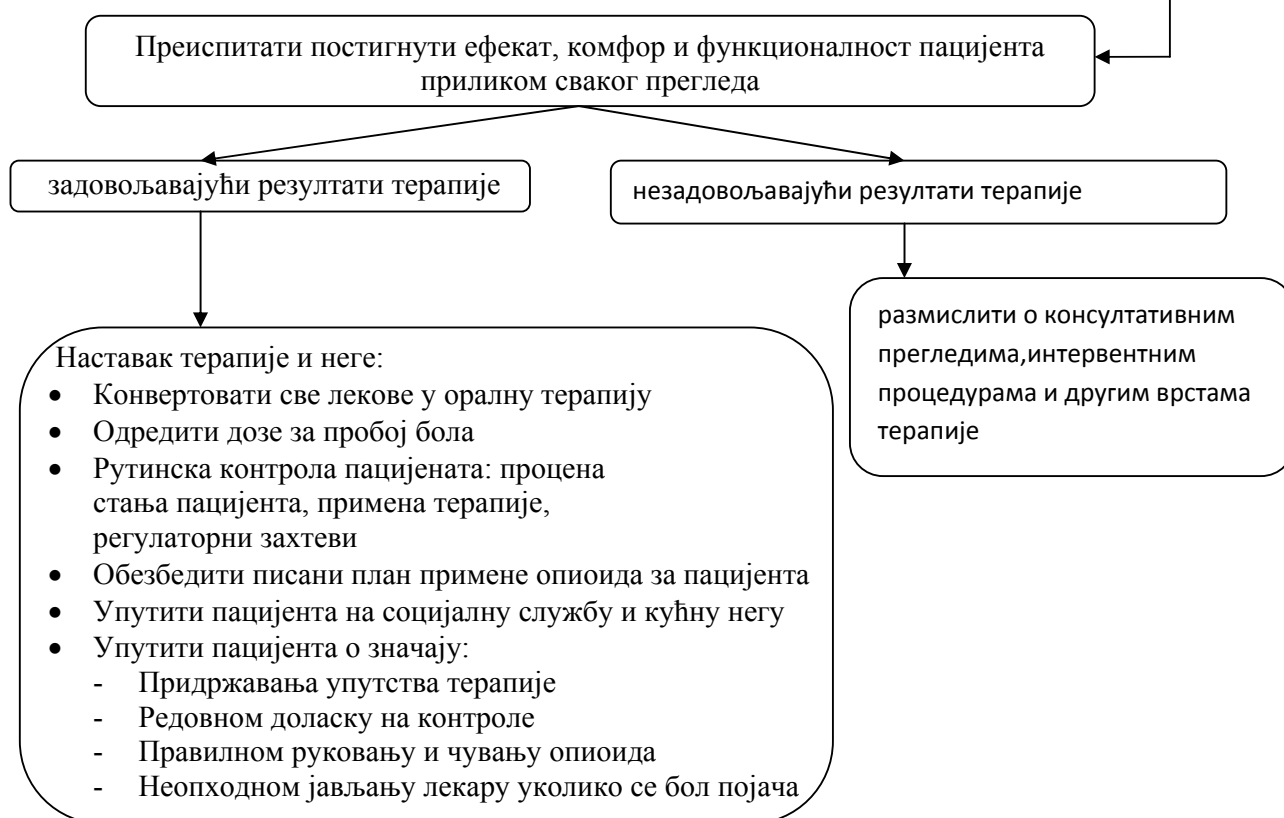 Преиспитати постигнути ефекат, комфор и функционалност пацијента
приликом сваког прегледа
задовољавајући резултати терапије
незадовољавајући резултати терапије
Наставак терапије и неге:
• Конвертовати све лекове у оралну терапију
• Одредити дозе за пробој бола
• Рутинска контрола пацијената: процена
стања пацијента, примена терапије,
регулаторни захтеви
• Обезбедити писани план примене опиоида за пацијента
• Упутити пацијента на социјалну службу и кућну негу
• Упутити пацијента о значају:
- Придржавања упутства терапије
- Редовном доласку на контроле
- Правилном руковању и чувању опиоида
- Неопходном јављању лекару уколико се бол појача
размислити о консултативним
прегледима,интервентним
процедурама и другим врстама
терапије